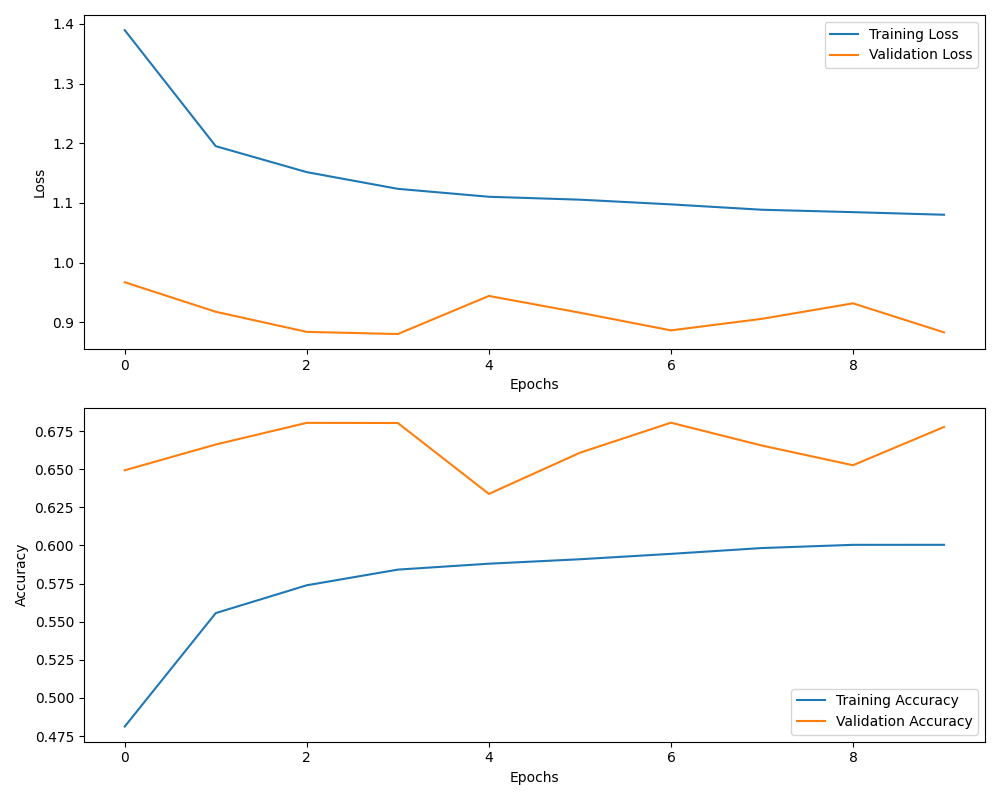 1.4
1.3
1.2
1.1
1.0
0.9
Loss
Training Loss
Validation Loss
0 2 4 6 8
Epochs
0.675
0.650
0.625
0.600
0.575
0.550
0.525
0.500
0.475
Accuracy
Training Accuracy
Validation Accuracy
0 2 4 6 8
Epochs